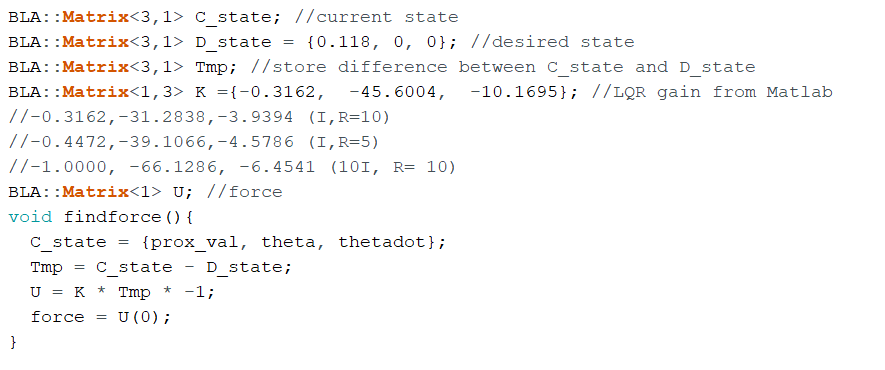 BLA::Matrix<3,1> C_state; //current state
BLA::Matrix<3,1> D_state = {0.118, 0, 0}; //desired state
BLA::Matrix<3,1> Tmp; //store difference between C_state and D_state
BLA::Matrix<1,3> K ={-0.3162,  -45.6004,  -10.1695}; //LQR gain from Matlab
//-0.3162,-31.2838,-3.9394 (I,R=10)
//-0.4472,-39.1066,-4.5786 (I,R=5)
//-1.0000, -66.1286, -6.4541 (10I, R= 10)
BLA::Matrix<1> U; //force
void findforce(){
  C_state = {prox_val, theta, thetadot};
  Tmp = C_state - D_state;
  U = K * Tmp * -1;
  force = U(0);
}